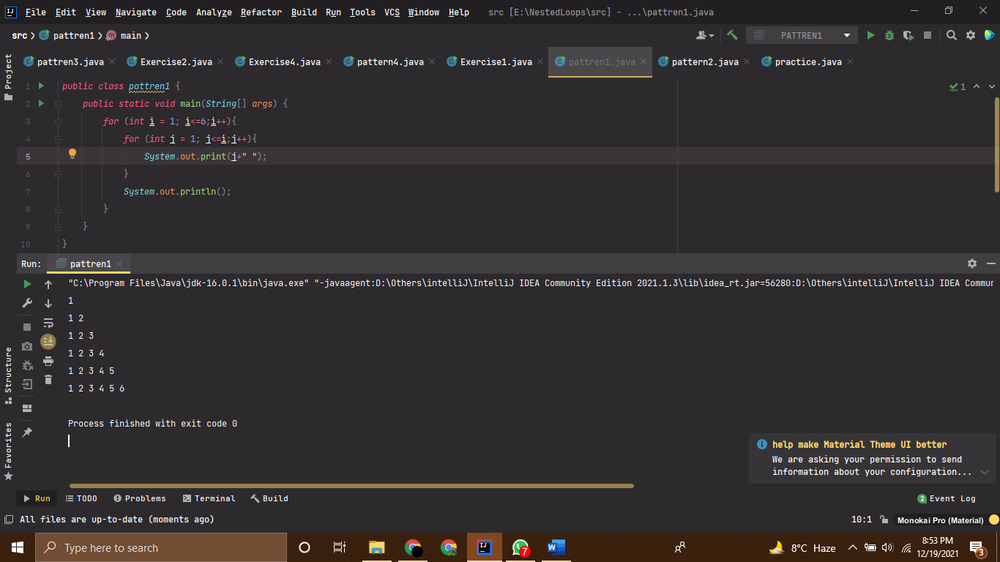 File Edit View Navigate Code Analyze Refactor Build Run Tools VCS Window Help src [E:\NestedLoops\src] - ...\pattren1.java
src pattren1 main PATTREN1
pattren3.java Exercise2.java Exercise4.java pattern4.java Exercise1.java pattren1.java pattern2.java practice.java
Project
1 public class pattren1 { 1
2 public static void main(String[] args) {
3 for (int i = 1; i<=6;i++){
4 for (int j = 1; j<=i;j++){
5 System.out.print(j+" ");
6 }
7 System.out.println();
8 }
9 }
10 }
Run: pattren1
"C:\Program Files\Java\jdk-16.0.1\bin\java.exe" "-javaagent:D:\Others\intelliJ\IntelliJ IDEA Community Edition 2021.1.3\lib\idea_rt.jar=56280:D:\Others\intelliJ\IntelliJ IDEA Commun
1
1 2
1 2 3
1 2 3 4
1 2 3 4 5
1 2 3 4 5 6
Process finished with exit code 0
Structure
Favorites
help make Material Theme UI better
We are asking your permission to send
information about your configuration...
Run TODO Problems Terminal Build 2 Event Log
All files are up-to-date (moments ago) 10:1 Monokai Pro (Material)
Type here to search 7 8°C Haze 8:53 PM
12/19/2021 3